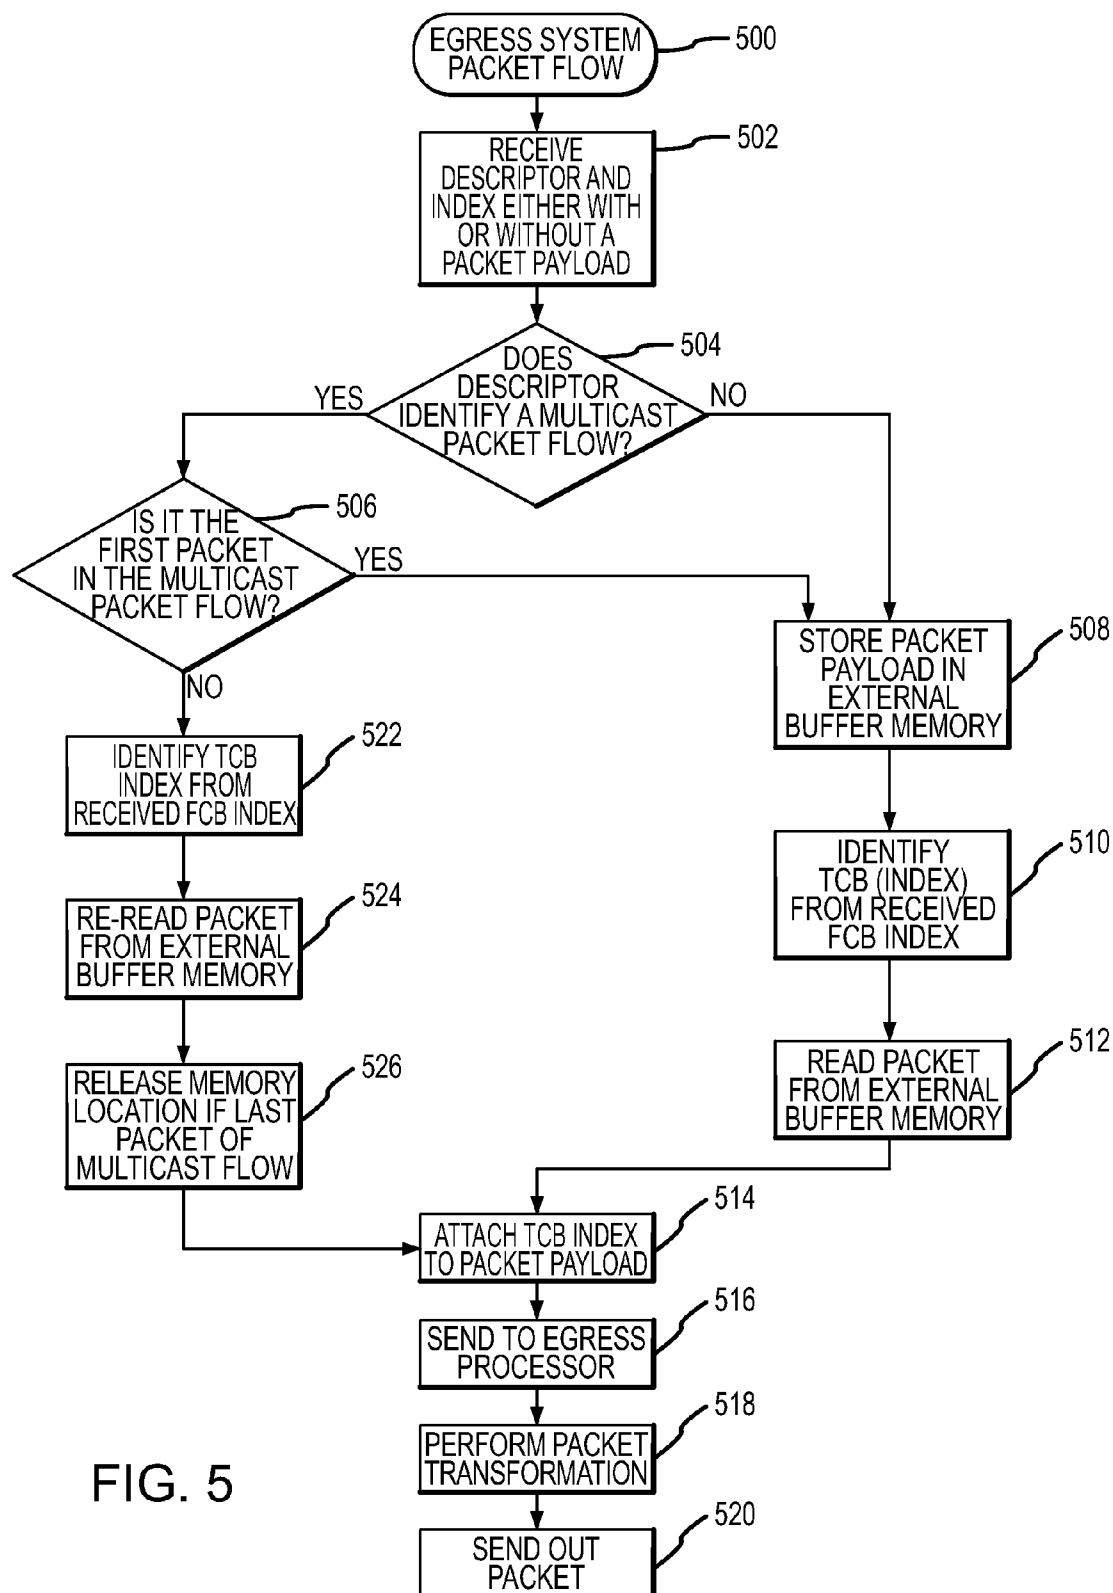 EGRESS SYSTEM
PACKET FLOW
500
RECEIVE
DESCRIPTOR AND
INDEX EITHER WITH
OR WITHOUT A
PACKET PAYLOAD
502
DOES
DESCRIPTOR
IDENTIFY A MULTICAST
PACKET FLOW?
504
YES
NO
IS IT THE
FIRST PACKET
IN THE MULTICAST
PACKET FLOW?
506
YES
NO
STORE PACKET
PAYLOAD IN
EXTERNAL
BUFFER MEMORY
508
IDENTIFY TCB
INDEX FROM
RECEIVED FCB INDEX
522
IDENTIFY
TCB (INDEX)
FROM RECEIVED
FCB INDEX
510
RE-READ PACKET
FROM EXTERNAL
BUFFER MEMORY
524
READ PACKET
FROM EXTERNAL
BUFFER MEMORY
512
RELEASE MEMORY
LOCATION IF LAST
PACKET OF
MULTICAST FLOW
526
ATTACH TCB INDEX
TO PACKET PAYLOAD
514
SEND TO EGRESS
PROCESSOR
516
PERFORM PACKET
TRANSFORMATION
518
SEND OUT
PACKET
520
FIG. 5